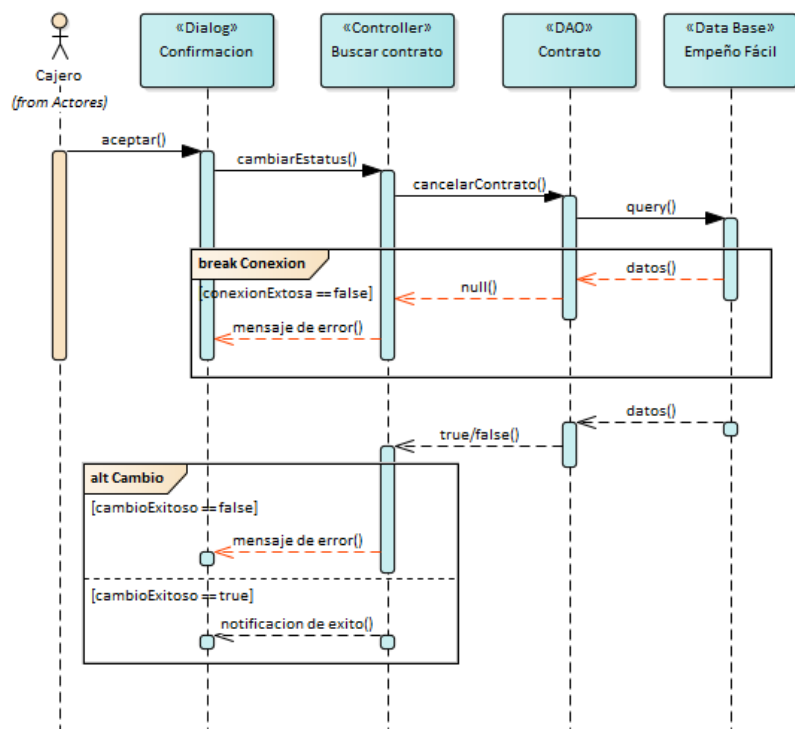 «Dialog»
Confirmacion
«Controller»
Buscar contrato
«DAO»
Contrato
«Data Base»
Empeño Fácil
Cajero
(from Actores)
aceptar()
cambiarEstatus()
cancelarContrato()
query()
break Conexion
datos()
[conexionExtosa == false]
null()
mensaje de error()
datos()
true/false()
alt Cambio
[cambioExitoso == false]
mensaje de error()
[cambioExitoso == true]
notificacion de exito()